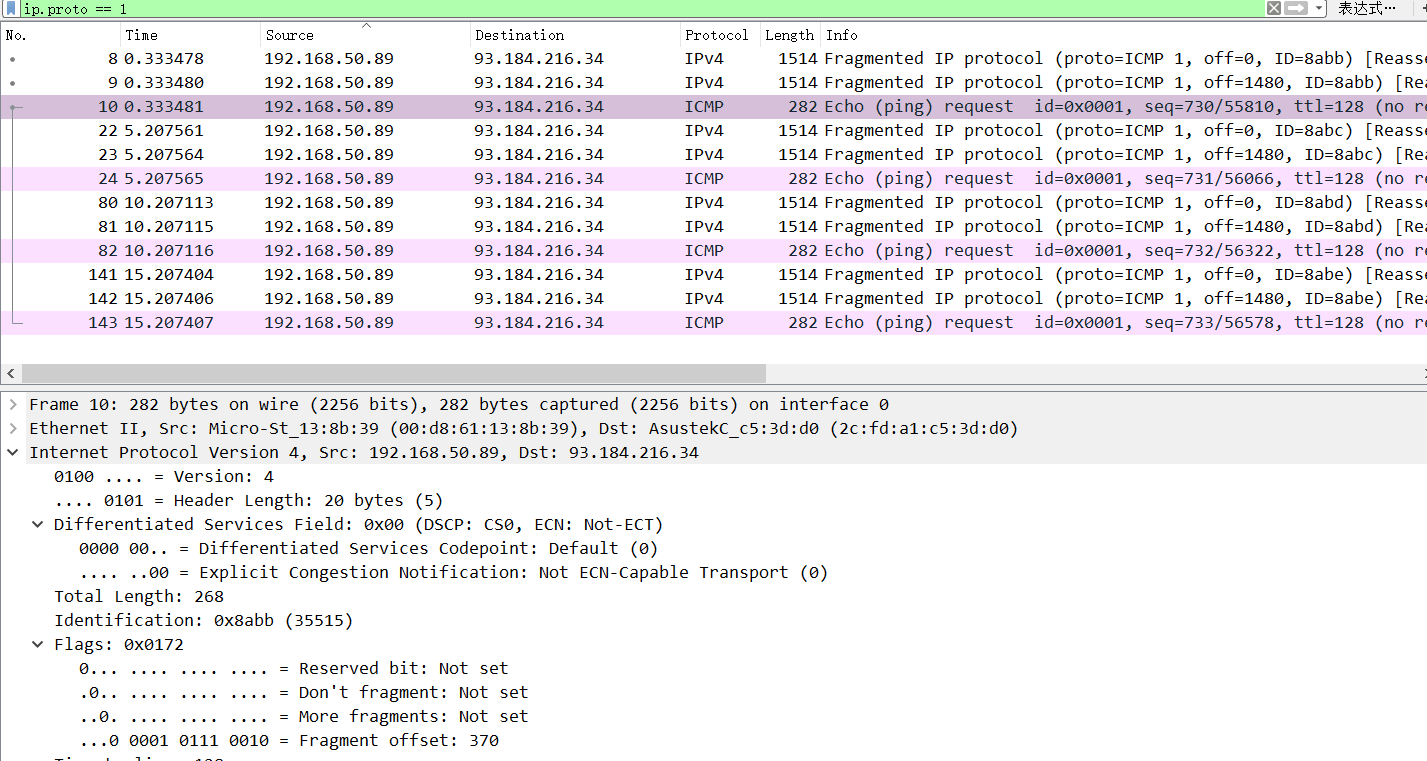 ip.proto == 1 表达式…
No. Time Source Destination Protocol Length Info
8 0.333478 192.168.50.89 93.184.216.34 IPv4 1514 Fragmented IP protocol (proto=ICMP 1, off=0, ID=8abb) [Reasse
9 0.333480 192.168.50.89 93.184.216.34 IPv4 1514 Fragmented IP protocol (proto=ICMP 1, off=1480, ID=8abb) [Rea
10 0.333481 192.168.50.89 93.184.216.34 ICMP 282 Echo (ping) request id=0x0001, seq=730/55810, ttl=128 (no re
22 5.207561 192.168.50.89 93.184.216.34 IPv4 1514 Fragmented IP protocol (proto=ICMP 1, off=0, ID=8abc) [Reasse
23 5.207564 192.168.50.89 93.184.216.34 IPv4 1514 Fragmented IP protocol (proto=ICMP 1, off=1480, ID=8abc) [Rea
24 5.207565 192.168.50.89 93.184.216.34 ICMP 282 Echo (ping) request id=0x0001, seq=731/56066, ttl=128 (no re
80 10.207113 192.168.50.89 93.184.216.34 IPv4 1514 Fragmented IP protocol (proto=ICMP 1, off=0, ID=8abd) [Reasse
81 10.207115 192.168.50.89 93.184.216.34 IPv4 1514 Fragmented IP protocol (proto=ICMP 1, off=1480, ID=8abd) [Rea
82 10.207116 192.168.50.89 93.184.216.34 ICMP 282 Echo (ping) request id=0x0001, seq=732/56322, ttl=128 (no re
141 15.207404 192.168.50.89 93.184.216.34 IPv4 1514 Fragmented IP protocol (proto=ICMP 1, off=0, ID=8abe) [Reasse
142 15.207406 192.168.50.89 93.184.216.34 IPv4 1514 Fragmented IP protocol (proto=ICMP 1, off=1480, ID=8abe) [Rea
143 15.207407 192.168.50.89 93.184.216.34 ICMP 282 Echo (ping) request id=0x0001, seq=733/56578, ttl=128 (no re
Frame 10: 282 bytes on wire (2256 bits), 282 bytes captured (2256 bits) on interface 0
Ethernet II, Src: Micro-St_13:8b:39 (00:d8:61:13:8b:39), Dst: AsustekC_c5:3d:d0 (2c:fd:a1:c5:3d:d0)
Internet Protocol Version 4, Src: 192.168.50.89, Dst: 93.184.216.34
0100 .... = Version: 4
.... 0101 = Header Length: 20 bytes (5)
Differentiated Services Field: 0x00 (DSCP: CS0, ECN: Not-ECT)
0000 00.. = Differentiated Services Codepoint: Default (0)
.... ..00 = Explicit Congestion Notification: Not ECN-Capable Transport (0)
Total Length: 268
Identification: 0x8abb (35515)
Flags: 0x0172
0... .... .... .... = Reserved bit: Not set
.0.. .... .... .... = Don't fragment: Not set
..0. .... .... .... = More fragments: Not set
...0 0001 0111 0010 = Fragment offset: 370